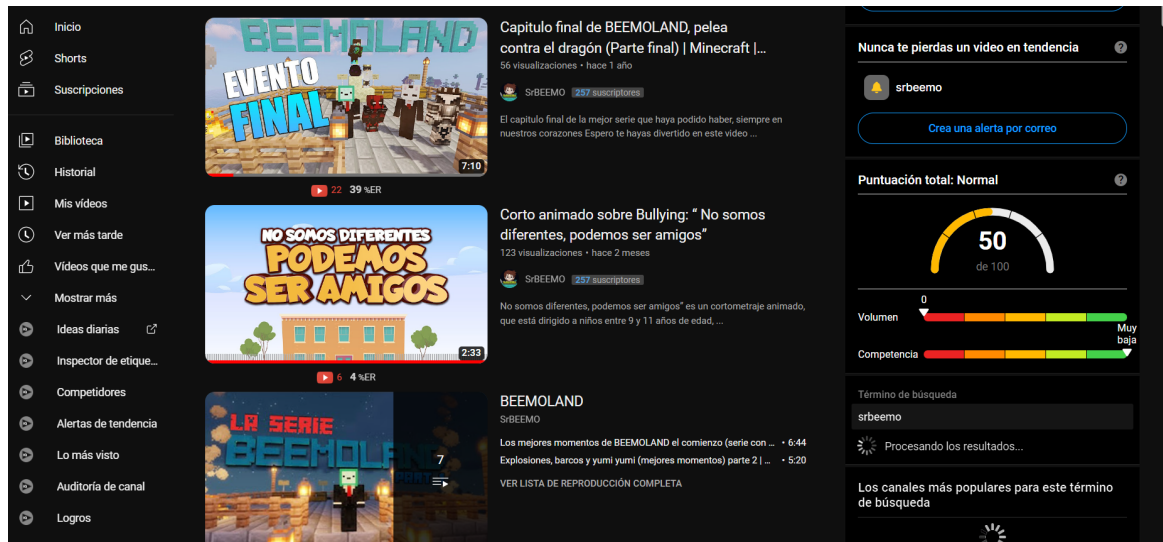 Inicio
Shorts
Suscripciones
Biblioteca
Historial
Mis vídeos
Ver más tarde
Vídeos que me gus...
Mostrar más
Ideas diarias
Inspector de etique...
Competidores
Alertas de tendencia
Lo más visto
Auditoría de canal
Logros
BEEMOLAND
EVENTO
FINAL
7:10
22 39 %ER
Capitulo final de BEEMOLAND, pelea
contra el dragón (Parte final) | Minecraft |...
56 visualizaciones • hace 1 año
SrBEEMO 257 suscriptores
El capitulo final de la mejor serie que haya podido haber, siempre en
nuestros corazones Espero te hayas divertido en este video ...
NO SOMOS DIFERENTES
PODEMOS
SER AMIGOS
2:33
6 4 %ER
Corto animado sobre Bullying: “ No somos
diferentes, podemos ser amigos”
123 visualizaciones • hace 2 meses
SrBEEMO 257 suscriptores
No somos diferentes, podemos ser amigos” es un cortometraje animado,
que está dirigido a niños entre 9 y 11 años de edad, ...
LA SERIE
BEEMOLAND
7
BEEMOLAND
SrBEEMO
Los mejores momentos de BEEMOLAND el comienzo (serie con ... • 6:44
Explosiones, barcos y yumi yumi (mejores momentos) parte 2 | ... • 5:20
VER LISTA DE REPRODUCCIÓN COMPLETA
Nunca te pierdas un video en tendencia ?
srbeemo
Crea una alerta por correo
Puntuación total: Normal ?
50
de 100
0
Volumen
Muy
baja
Competencia
Término de búsqueda
srbeemo
Procesando los resultados...
Los canales más populares para este término
de búsqueda